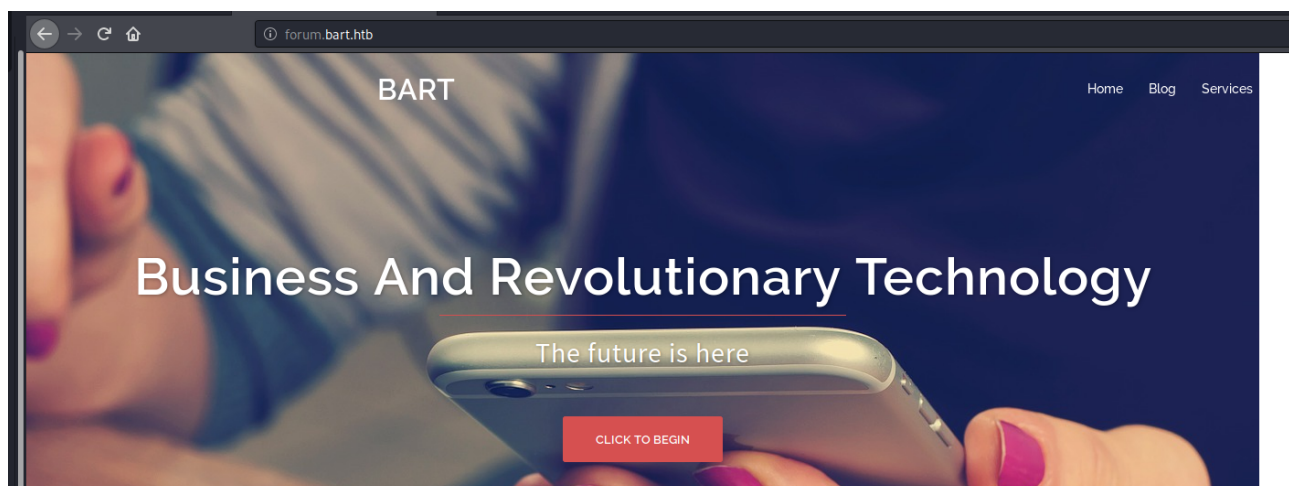 forum.bart.htb
BART
Home Blog Services
Business And Revolutionary Technology
The future is here
CLICK TO BEGIN